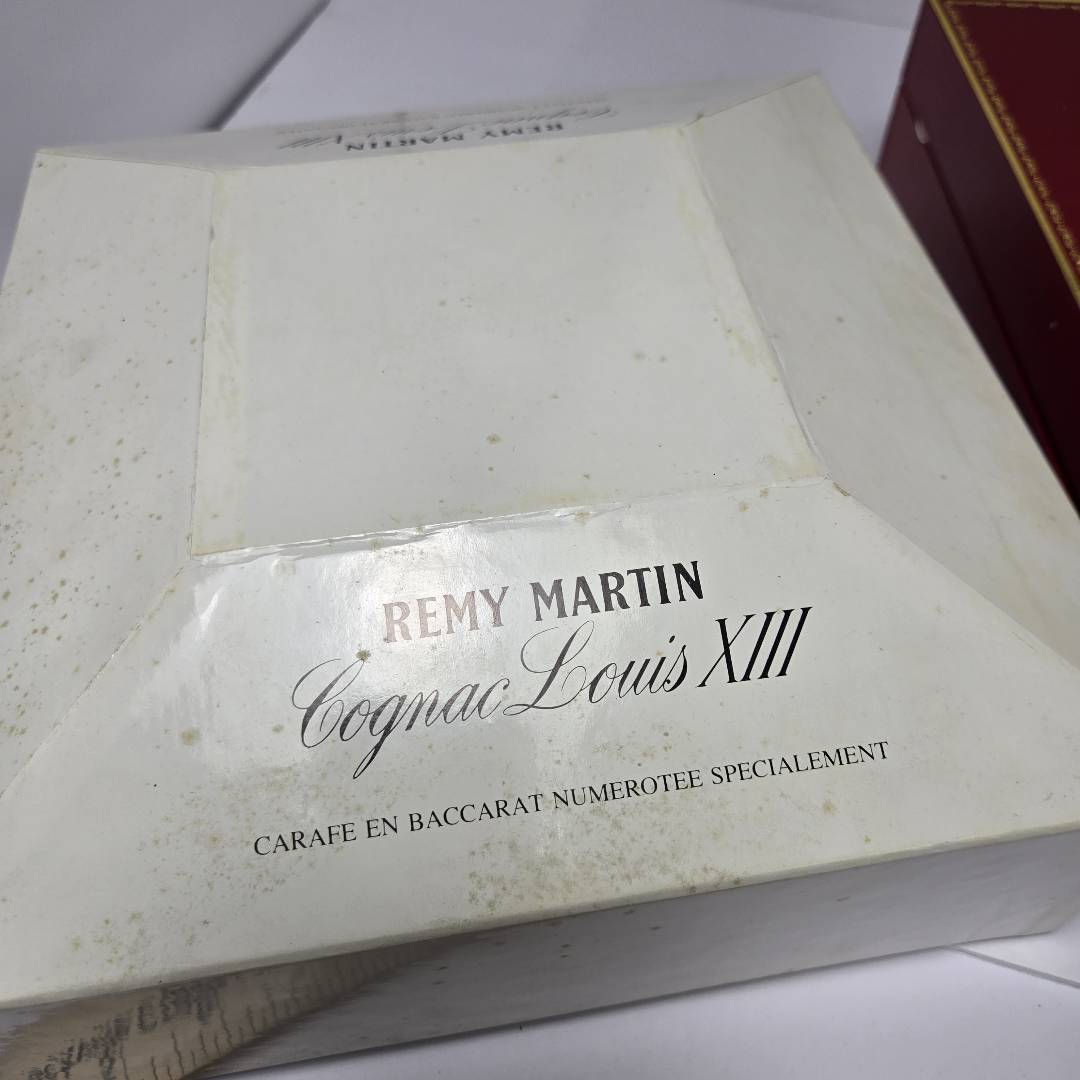 REMY MARTIN
REMY MARTIN
Cognac Louis XIII
CARAFE EN BACCARAT NUMEROTEE SPECIALEMENT